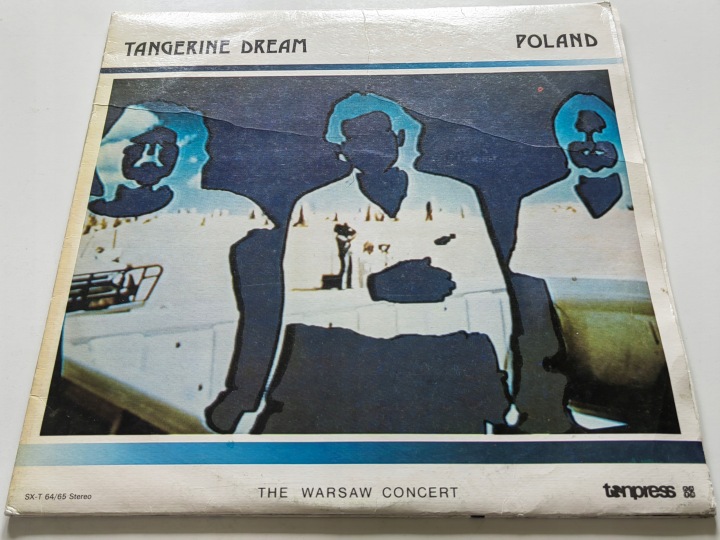 TANGERINE DREAM POLAND
SX-T 64/65 Stereo THE WARSAW CONCERT tonpress